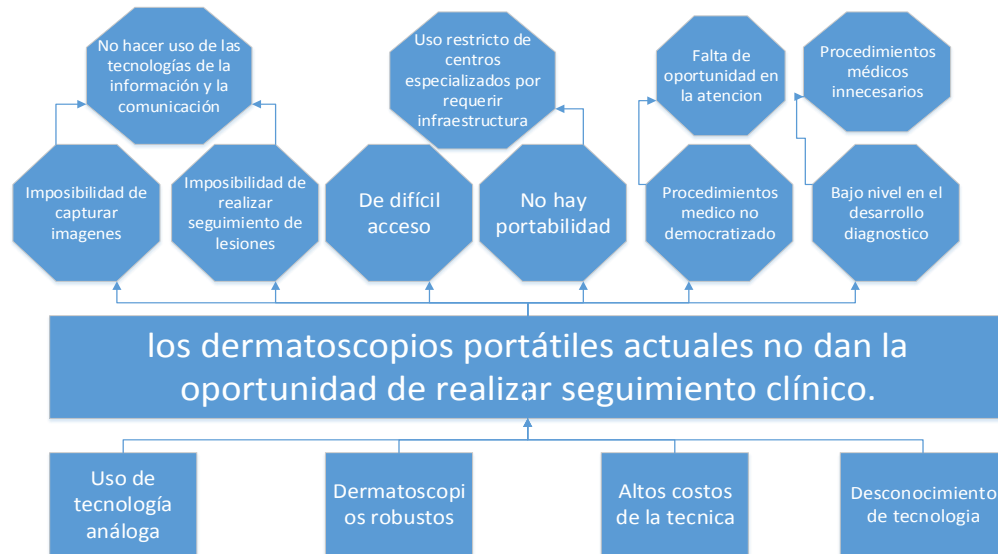 No hacer uso de las
tecnologías de la
información y la
comunicación
Uso restricto de
centros
especializados por
requerir
infraestructura
Falta de
oportunidad en
la atencion
Procedimientos
médicos
innecesarios
Imposibilidad de
capturar
imagenes
Imposibilidad de
realizar
seguimiento de
lesiones
De difícil
acceso
No hay
portabilidad
Procedimientos
medico no
democratizado
Bajo nivel en el
desarrollo
diagnostico
los dermatoscopios portátiles actuales no dan la
oportunidad de realizar seguimiento clínico.
Uso de
tecnología
análoga
Dermatoscopi
os robustos
Altos costos
de la tecnica
Desconocimiento
de tecnologia